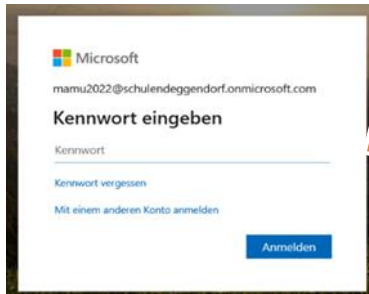 Microsoft
mamu2022@schulendeggendorf.onmicrosoft.com
Kennwort eingeben
Kennwort
Kennwort vergessen
Mit einem anderen Konto anmelden
Anmelden